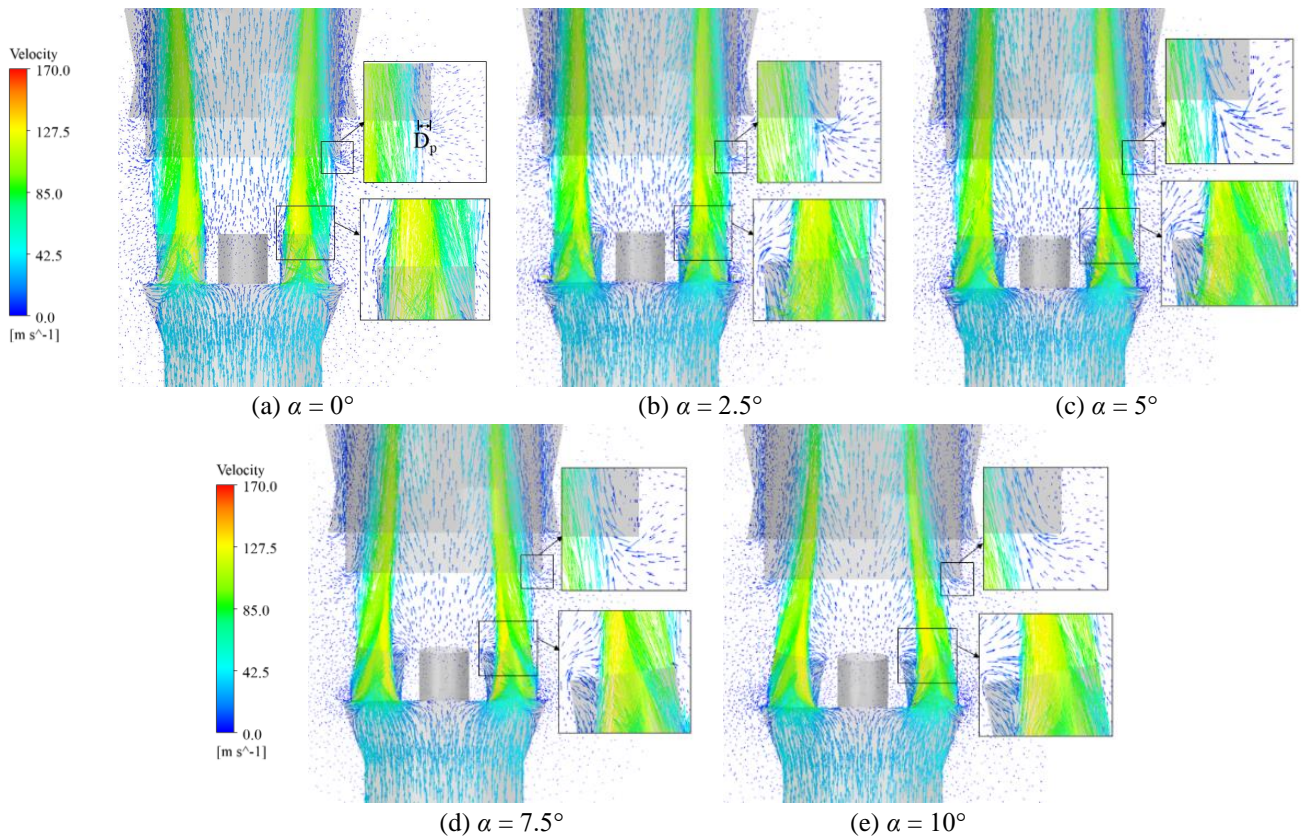 Velocity
170.0
127.5
85.0
42.5
0.0
[m s^-1]
D_p
(a) α = 0°
(b) α = 2.5°
(c) α = 5°
Velocity
170.0
127.5
85.0
42.5
0.0
[m s^-1]
(d) α = 7.5°
(e) α = 10°